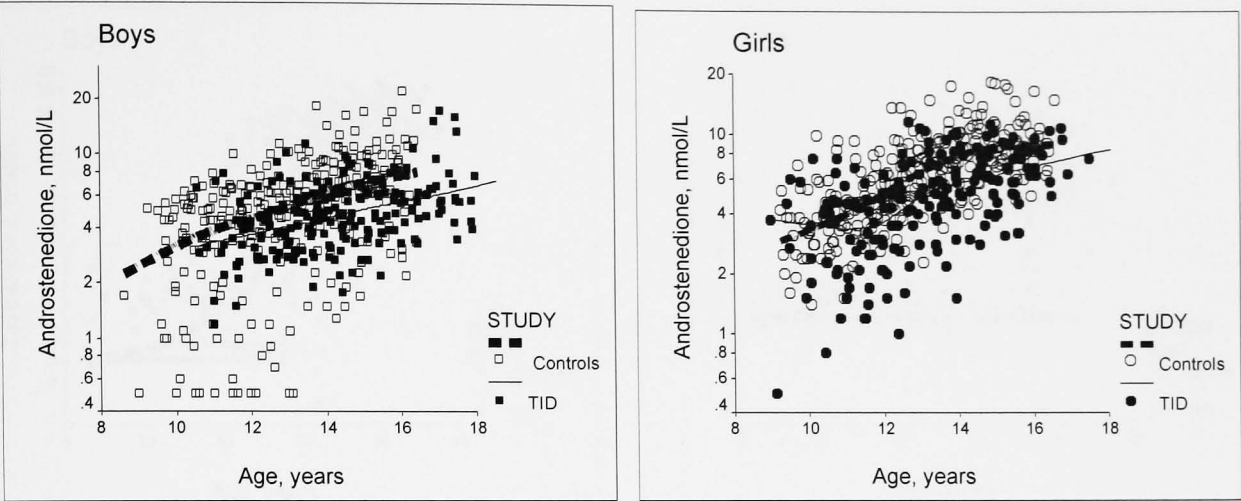 Boys
Androstenedione, nmol/L
20
10
8
6
4
2
1
.8
.6
.4
8
10
12
14
16
18
Age, years
STUDY
Controls
TID
Girls
Androstenedione, nmol/L
20
10
8
6
4
2
1
.8
.6
.4
8
10
12
14
16
18
Age, years
STUDY
Controls
TID